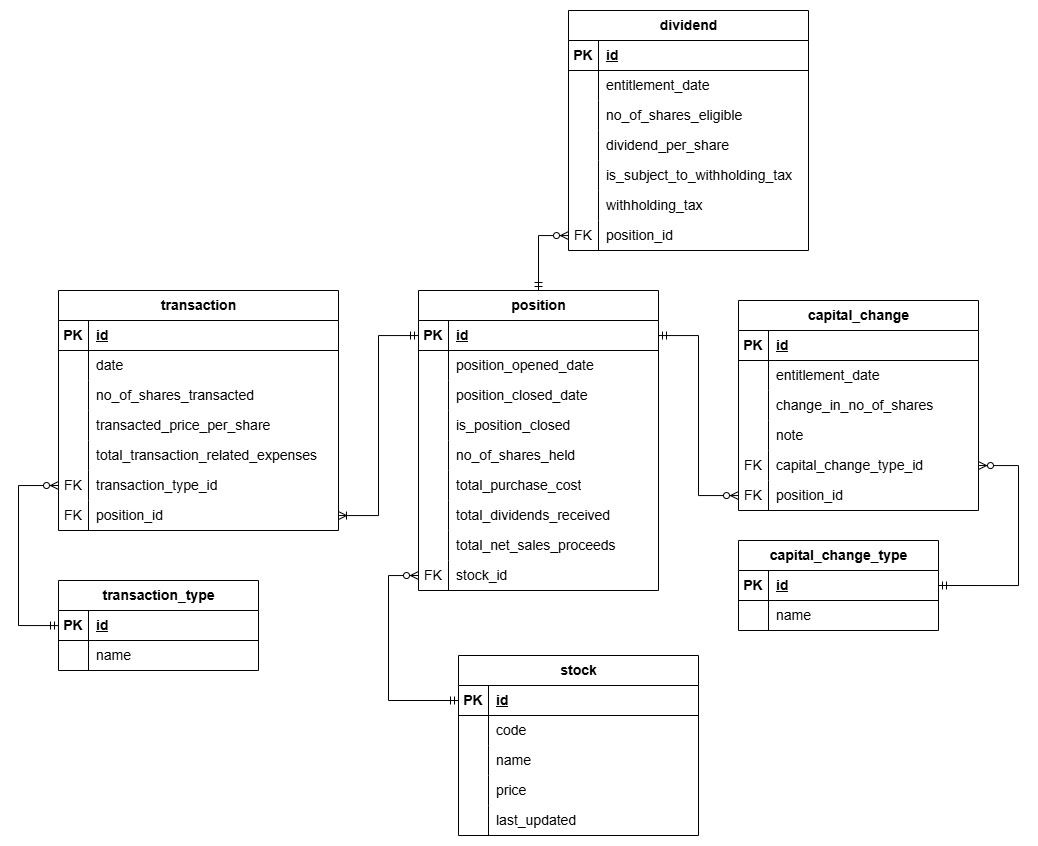 dividend
PK id
entitlement_date
no_of_shares_eligible
dividend_per_share
is_subject_to_withholding_tax
withholding_tax
FK position_id
transaction
PK id
date
no_of_shares_transacted
transacted_price_per_share
total_transaction_related_expenses
FK transaction_type_id
FK position_id
position
PK id
position_opened_date
position_closed_date
is_position_closed
no_of_shares_held
total_purchase_cost
total_dividends_received
total_net_sales_proceeds
FK stock_id
capital_change
PK id
entitlement_date
change_in_no_of_shares
note
FK capital_change_type_id
FK position_id
transaction_type
PK id
name
capital_change_type
PK id
name
stock
PK id
code
name
price
last_updated